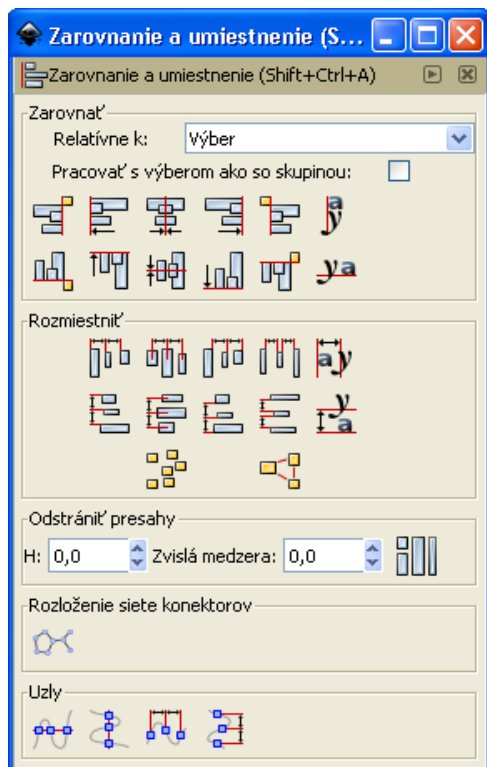 Zarovnanie a umiestnenie (S...
Zarovnanie a umiestnenie (Shift+Ctrl+A)
Zarovnať
Relatívne k: Výber
Pracovať s výberom ako so skupinou:
Rozmiestniť
Odstrániť presahy
H: 0,0 Zvislá medzera: 0,0
Rozloženie siete konektorov
Uzly